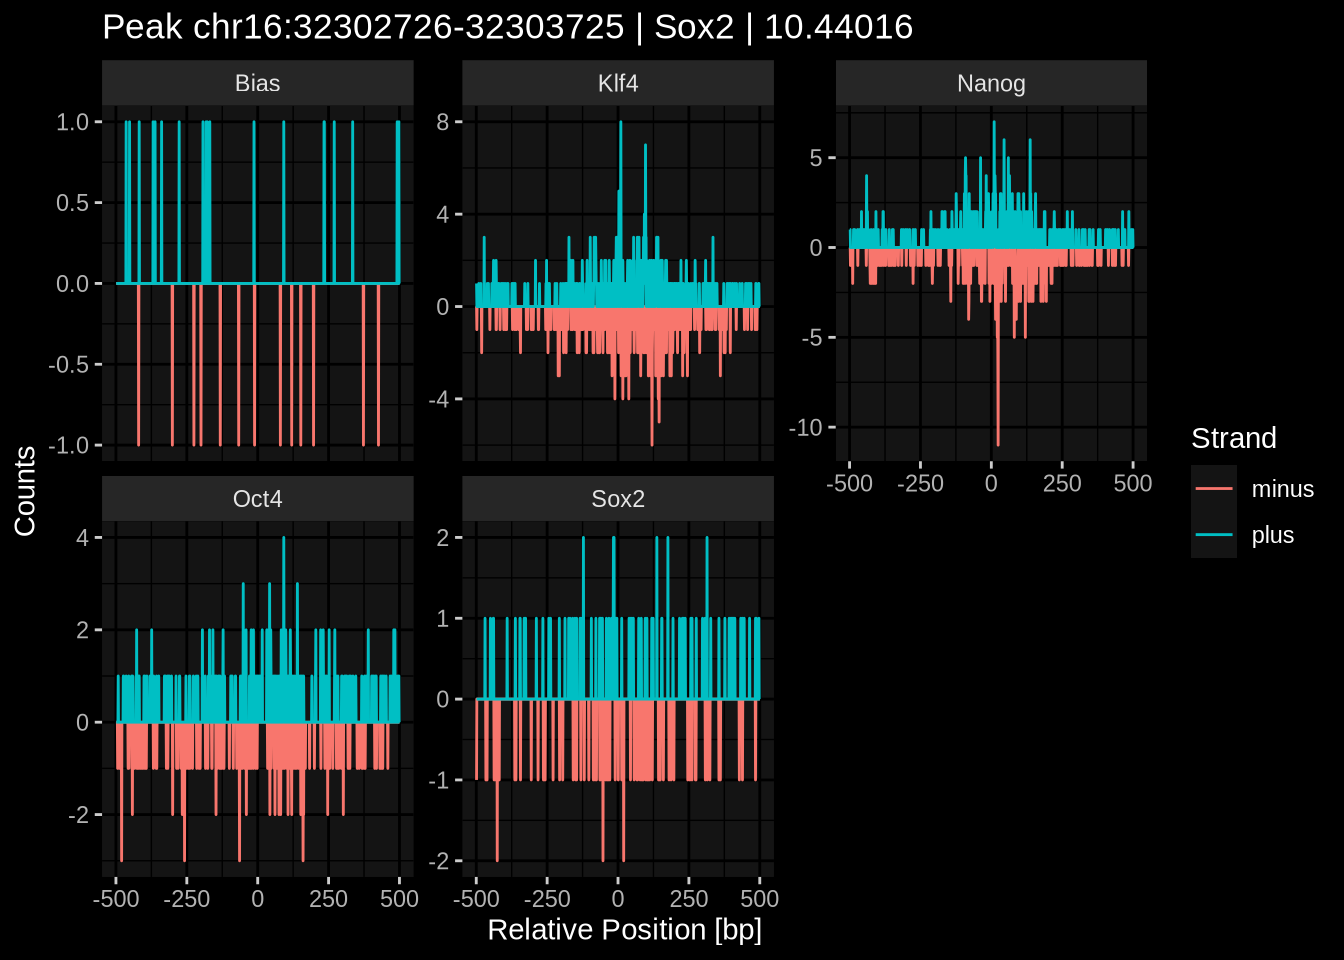 Peak chr16:32302726-32303725 | Sox2 | 10.44016
Bias
Klf4
Nanog
1.0
0.5
0.0
-0.5
-1.0
8
4
0
-4
5
0
-5
-10
-500 -250 0 250 500
Counts
Oct4
Sox2
4
2
0
-2
-500 -250 0 250 500
2
1
0
-1
-2
-500 -250 0 250 500
Relative Position [bp]
Strand
minus
plus